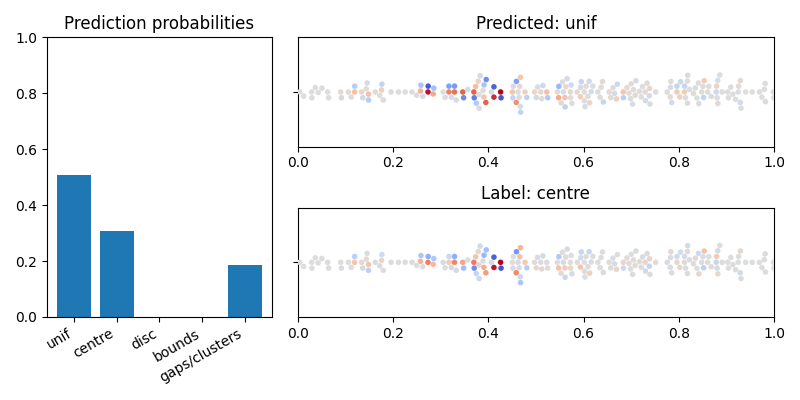 Prediction probabilities
1.0
0.8
0.6
0.4
0.2
0.0
unif
centre
disc
bounds
gaps/clusters
Predicted: unif
0.0 0.2 0.4 0.6 0.8 1.0
Label: centre
0.0 0.2 0.4 0.6 0.8 1.0